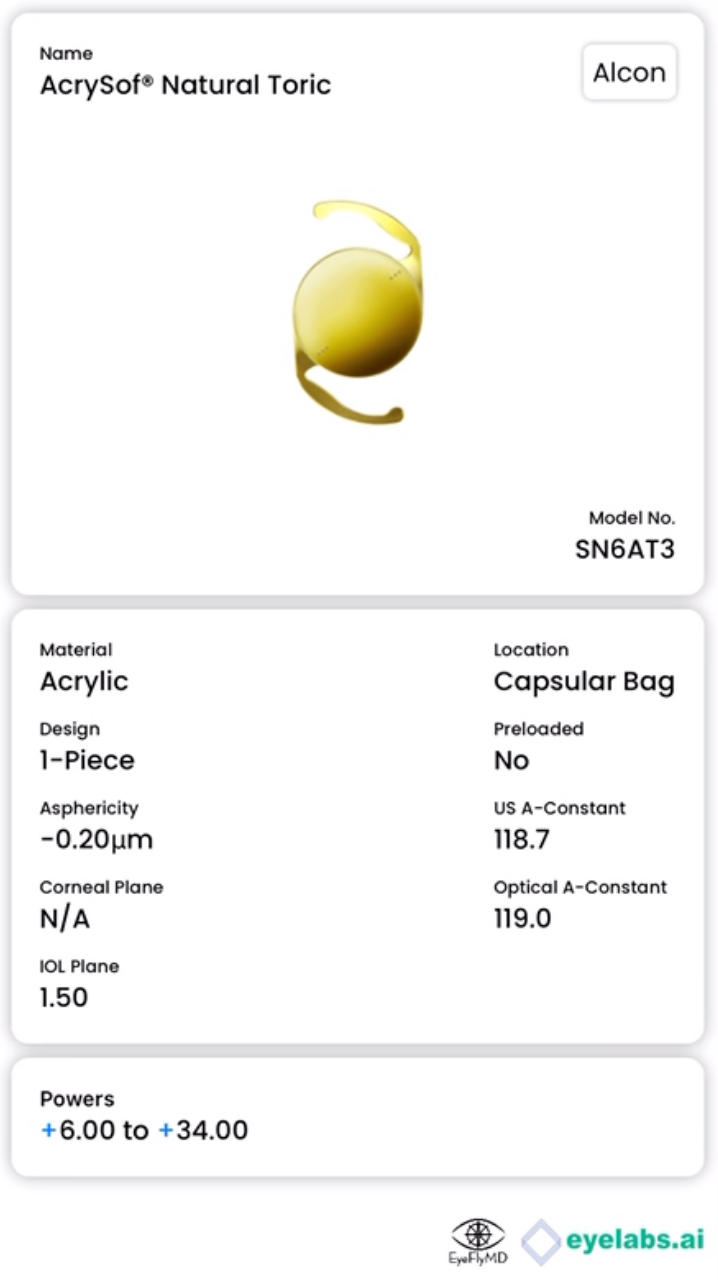 Name
AcrySof® Natural Toric
Alcon
Model No.
SN6AT3
Material
Acrylic
Location
Capsular Bag
Design
1-Piece
Preloaded
No
Asphericity
-0.20µm
US A-Constant
118.7
Corneal Plane
N/A
Optical A-Constant
119.0
IOL Plane
1.50
Powers
+6.00 to +34.00
EyeFlyMD
eyelabs.ai